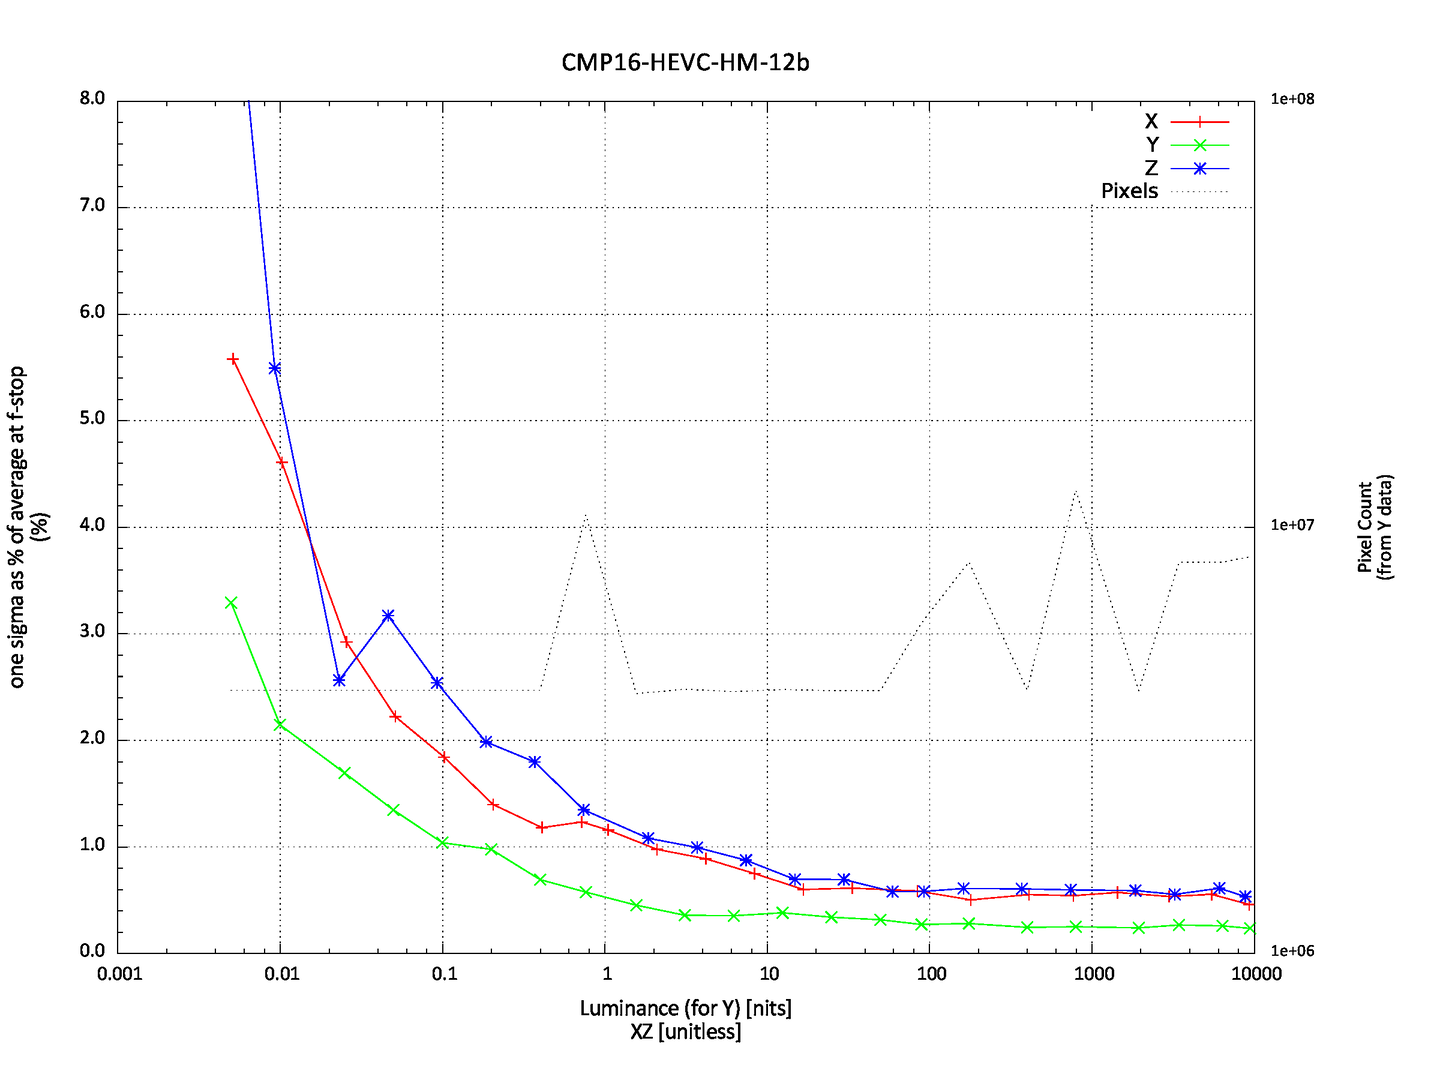 CMP16-HEVC-HM-12b
8.0
7.0
6.0
5.0
4.0
3.0
2.0
1.0
0.0
one sigma as % of average at f-stop
(%)
X
Y
Z
Pixels
1e+08
1e+07
1e+06
Pixel Count
(from Y data)
0.001 0.01 0.1 1 10 100 1000 10000
Luminance (for Y) [nits]
XZ [unitless]